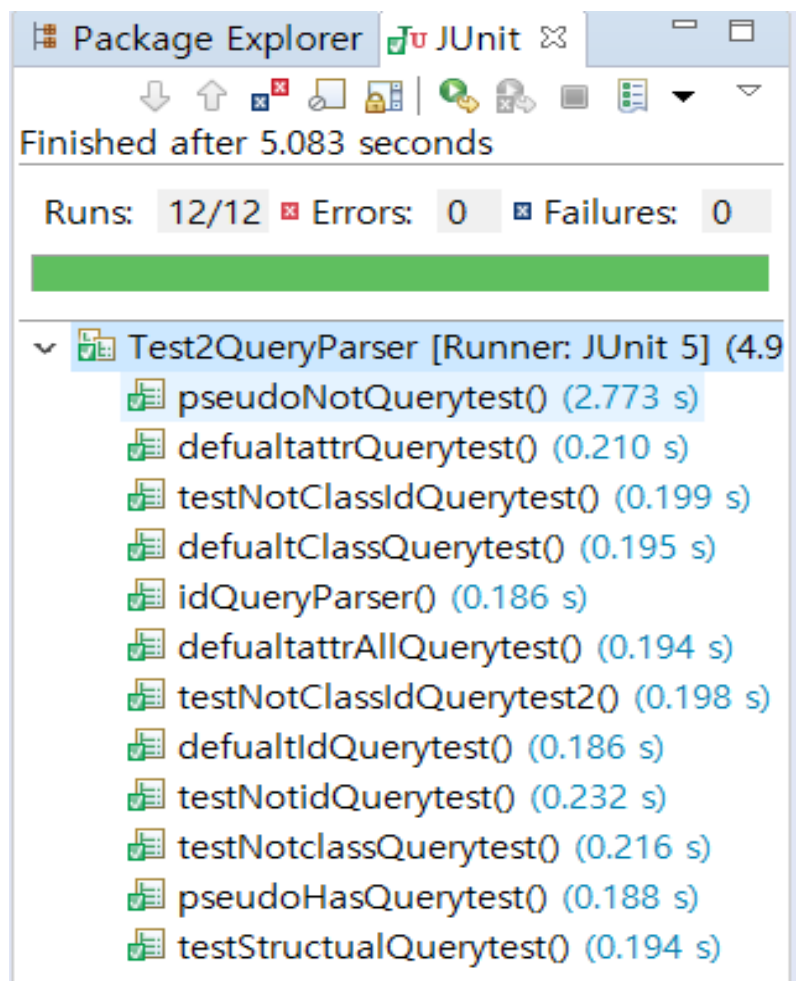 Package Explorer JUnit
Finished after 5.083 seconds
Runs: 12/12 Errors: 0 Failures: 0
Test2QueryParser [Runner: JUnit 5] (4.9
pseudoNotQuerytest() (2.773 s)
defualtattrQuerytest() (0.210 s)
testNotClassIdQuerytest() (0.199 s)
defualtClassQuerytest() (0.195 s)
idQueryParser() (0.186 s)
defualtattrAllQuerytest() (0.194 s)
testNotClassIdQuerytest2() (0.198 s)
defualtIdQuerytest() (0.186 s)
testNotidQuerytest() (0.232 s)
testNotclassQuerytest() (0.216 s)
pseudoHasQuerytest() (0.188 s)
testStructualQuerytest() (0.194 s)